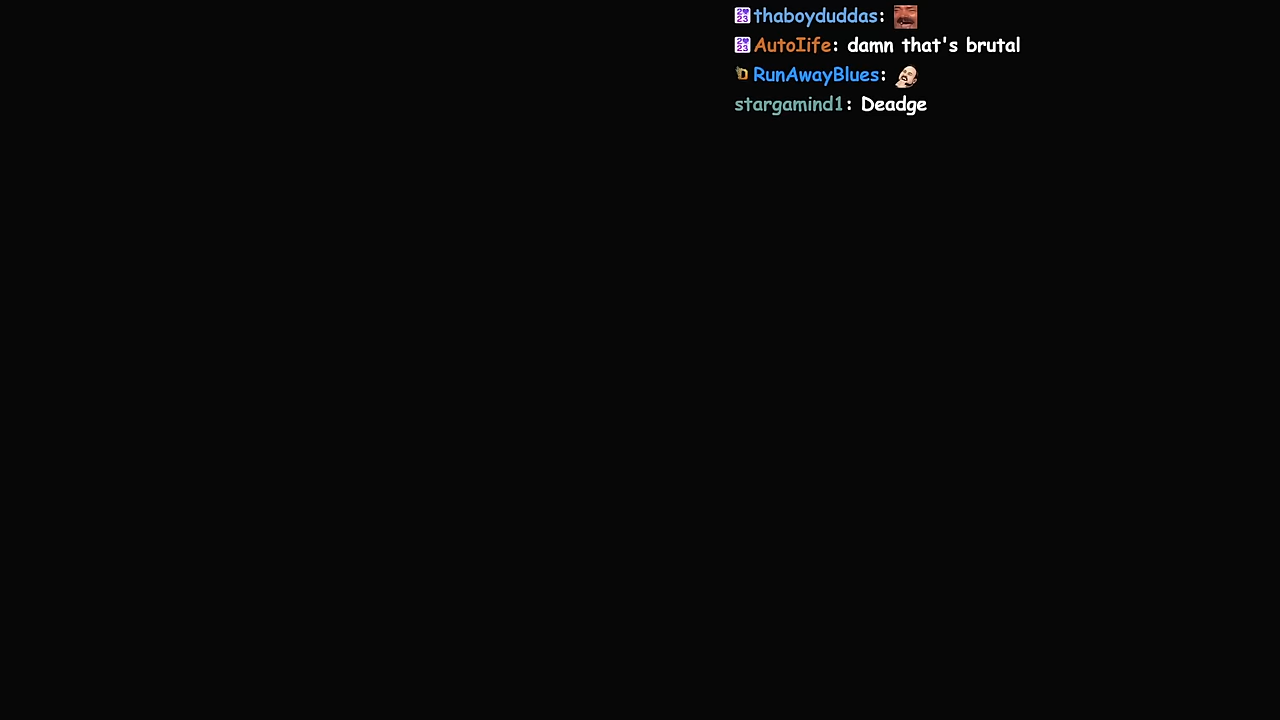 thaboyduddas:
AutoIife: damn that's brutal
RunAwayBlues:
stargamind1: Deadge